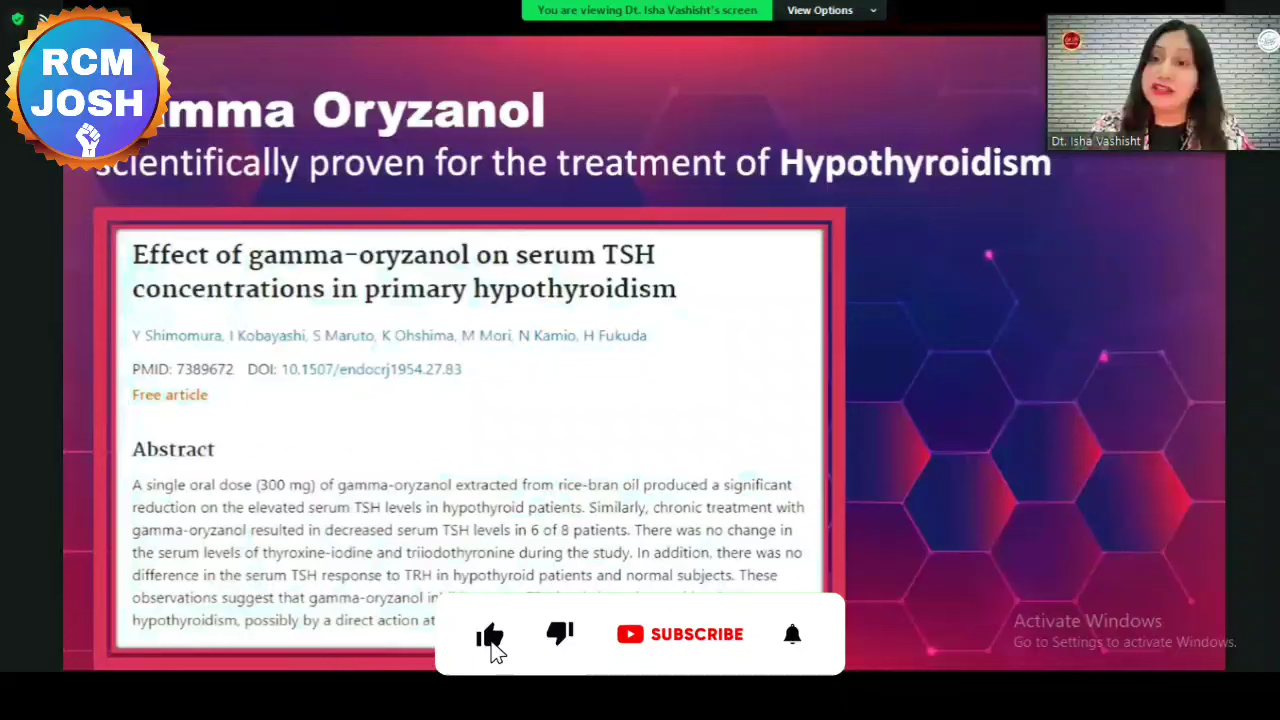 You are viewing Dt. Isha Vashisht's screen
View Options
RCM
JOSH
mma Oryzanol
scientifically proven for the treatment of Hypothyroidism
Dt. Isha Vashisht
Effect of gamma-oryzanol on serum TSH
concentrations in primary hypothyroidism
Y Shimomura, I Kobayashi, S Maruto, K Ohshima, M Mori, N Kamio, H Fukuda
PMID: 7389672 DOI: 10.1507/endocrj1954.27.83
Free article
Abstract
A single oral dose (300 mg) of gamma-oryzanol extracted from rice-bran oil produced a significant
reduction on the elevated serum TSH levels in hypothyroid patients. Similarly, chronic treatment with
gamma-oryzanol resulted in decreased serum TSH levels in 6 of 8 patients. There was no change in
the serum levels of thyroxine-iodine and triiodothyronine during the study. In addition, there was no
difference in the serum TSH response to TRH in hypothyroid patients and normal subjects. These
observations suggest that gamma-oryzanol
hypothyroidism, possibly by a direct action at
SUBSCRIBE
Activate Windows
Go to Settings to activate Windows.